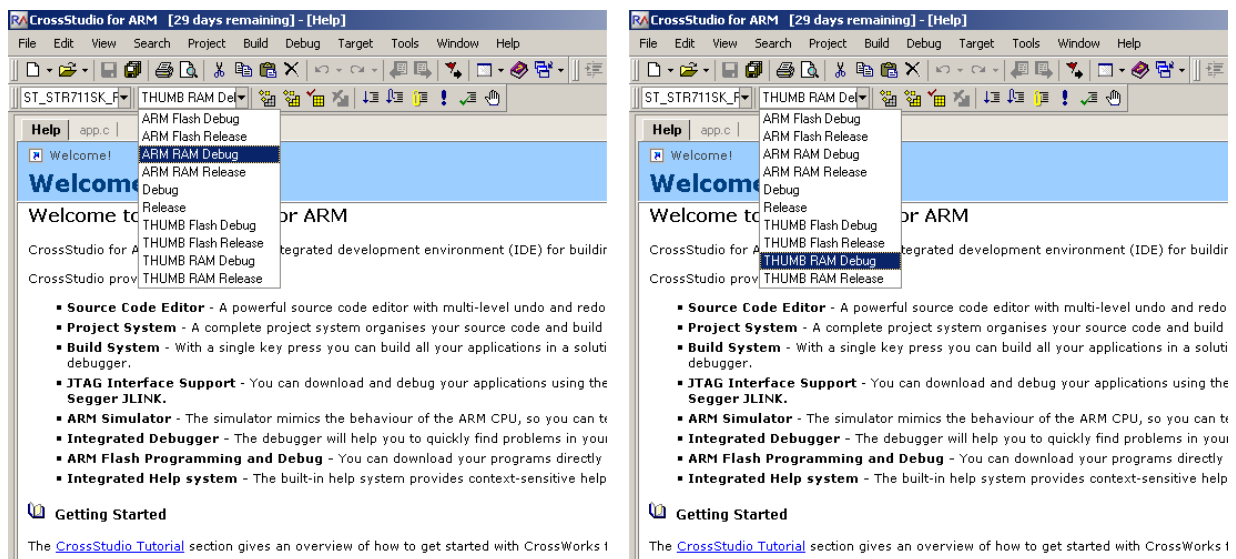 CrossStudio for ARM [29 days remaining] - [Help]
File Edit View Search Project Build Debug Target Tools Window Help
ST_STR711SK_F THUMB RAM Del
Help app.c
ARM Flash Debug
ARM Flash Release
ARM RAM Debug
ARM RAM Release
Debug
Release
THUMB Flash Debug
THUMB Flash Release
THUMB RAM Debug
THUMB RAM Release
Welcome!
Welcome
Welcome to or ARM
CrossStudio for A tegrated development environment (IDE) for buildin
CrossStudio prov
▪ Source Code Editor - A powerful source code editor with multi-level undo and redo
▪ Project System - A complete project system organises your source code and build
▪ Build System - With a single key press you can build all your applications in a soluti
debugger.
▪ JTAG Interface Support - You can download and debug your applications using the
Segger JLINK.
▪ ARM Simulator - The simulator mimics the behaviour of the ARM CPU, so you can te
▪ Integrated Debugger - The debugger will help you to quickly find problems in your
▪ ARM Flash Programming and Debug - You can download your programs directly
▪ Integrated Help system - The built-in help system provides context-sensitive help
Getting Started
The CrossStudio Tutorial section gives an overview of how to get started with CrossWorks f
CrossStudio for ARM [29 days remaining] - [Help]
File Edit View Search Project Build Debug Target Tools Window Help
ST_STR711SK_F THUMB RAM Del
Help app.c
ARM Flash Debug
ARM Flash Release
ARM RAM Debug
ARM RAM Release
Debug
Release
THUMB Flash Debug
THUMB Flash Release
THUMB RAM Debug
THUMB RAM Release
Welcome!
Welcome
Welcome to or ARM
CrossStudio for A tegrated development environment (IDE) for buildin
CrossStudio prov
▪ Source Code Editor - A powerful source code editor with multi-level undo and redo
▪ Project System - A complete project system organises your source code and build
▪ Build System - With a single key press you can build all your applications in a soluti
debugger.
▪ JTAG Interface Support - You can download and debug your applications using the
Segger JLINK.
▪ ARM Simulator - The simulator mimics the behaviour of the ARM CPU, so you can te
▪ Integrated Debugger - The debugger will help you to quickly find problems in your
▪ ARM Flash Programming and Debug - You can download your programs directly
▪ Integrated Help system - The built-in help system provides context-sensitive help
Getting Started
The CrossStudio Tutorial section gives an overview of how to get started with CrossWorks f